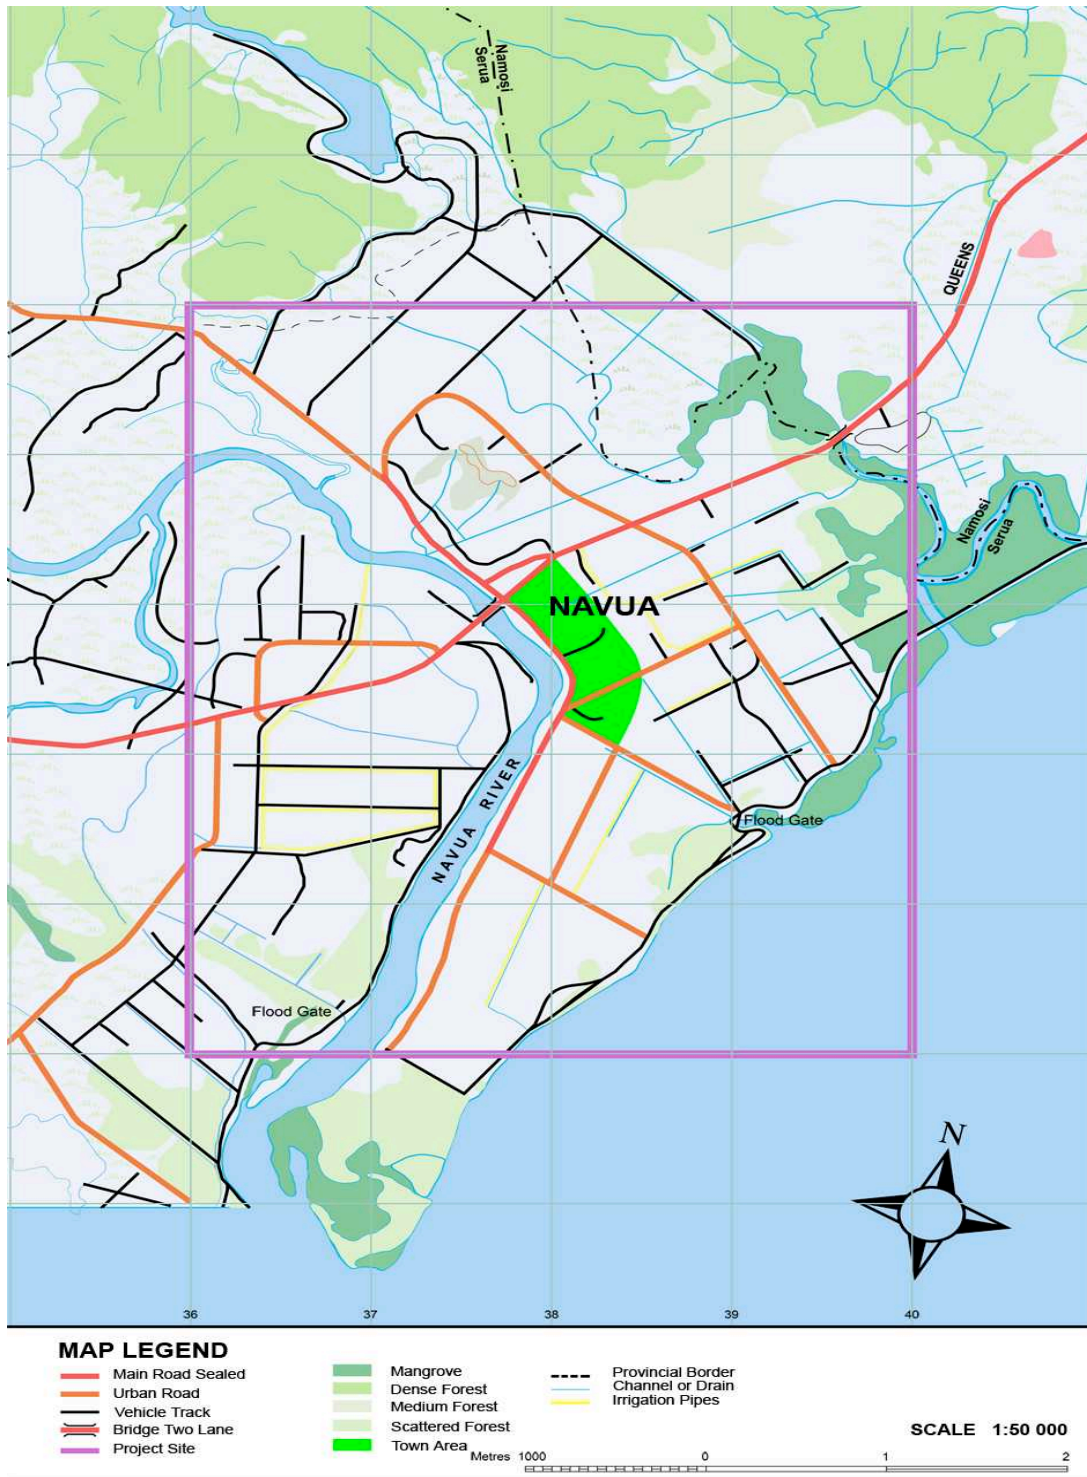 Namosi
Serua
QUEENS
NAVUA
Namosi
Serua
NAVUA RIVER
Flood Gate
Flood Gate
N
36 37 38 39 40
MAP LEGEND
Main Road Sealed
Urban Road
Vehicle Track
Bridge Two Lane
Project Site
Mangrove
Dense Forest
Medium Forest
Scattered Forest
Town Area
Provincial Border
Channel or Drain
Irrigation Pipes
SCALE 1:50 000
Metres 1000 0 1 2